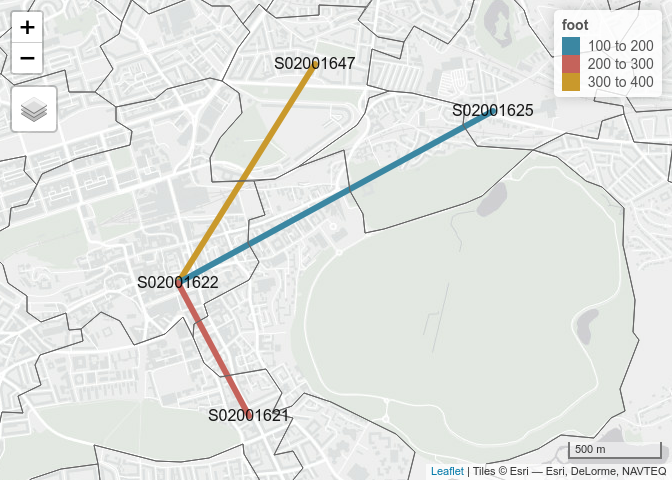 +
−
foot
100 to 200
200 to 300
300 to 400
S02001647
S02001625
S02001622
S02001621
500 m
Leaflet | Tiles © Esri — Esri, DeLorme, NAVTEQ